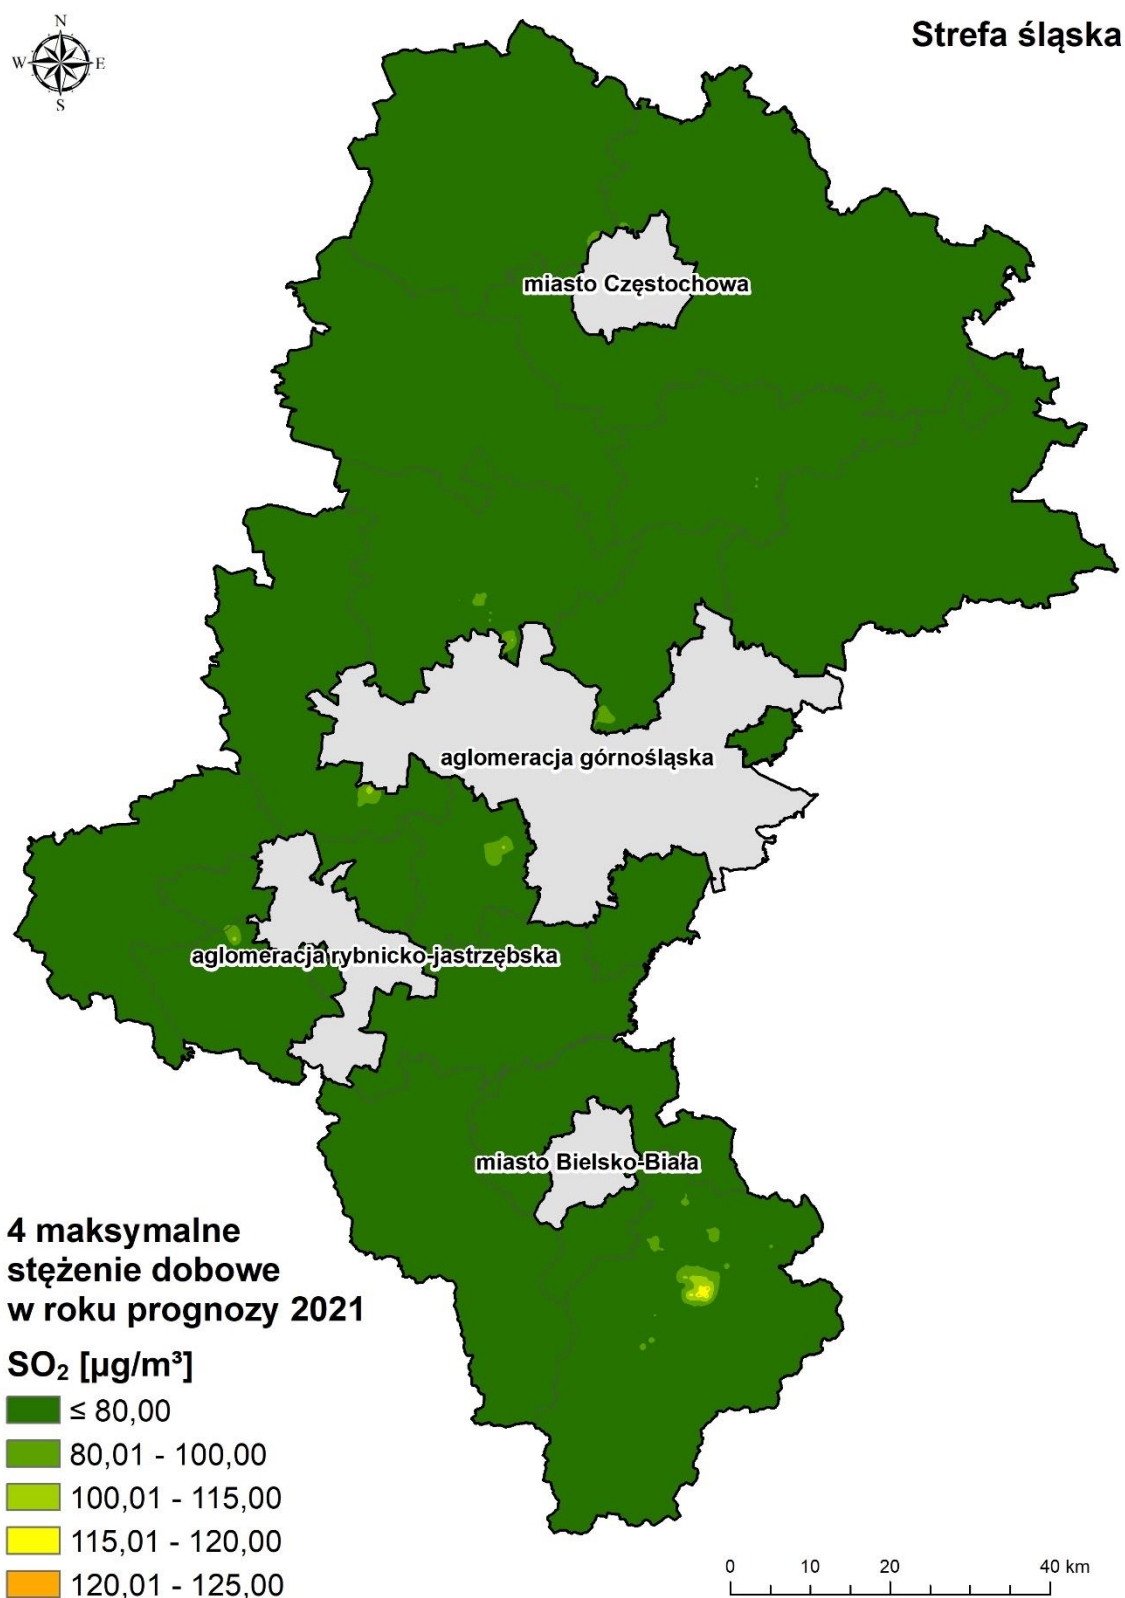 N
W E
S
Strefa śląska
miasto Częstochowa
aglomeracja górnośląska
aglomeracja rybnicko-jastrzębska
miasto Bielsko-Biała
4 maksymalne
stężenie dobowe
w roku prognozy 2021
SO₂ [µg/m³]
≤ 80,00
80,01 - 100,00
100,01 - 115,00
115,01 - 120,00
120,01 - 125,00
0 10 20 40 km